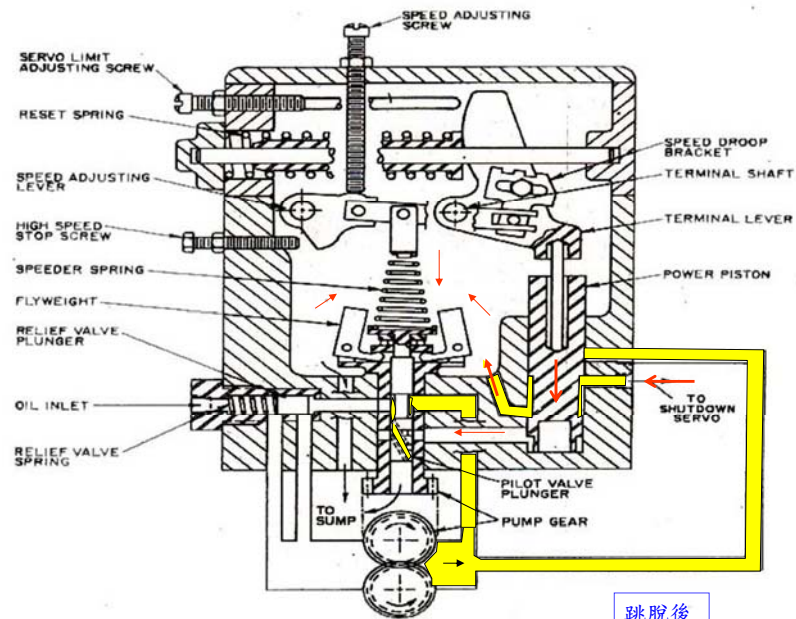 SPEED ADJUSTING
SCREW
SERVO LIMIT
ADJUSTING SCREW
RESET SPRING
SPEED ADJUSTING
LEVER
HIGH SPEED
STOP SCREW
SPEEDER SPRING
FLYWEIGHT
RELIEF VALVE
PLUNGER
OIL INLET
RELIEF VALVE
SPRING
SPEED DROOP
BRACKET
TERMINAL SHAFT
TERMINAL LEVER
POWER PISTON
TO
SHUTDOWN
SERVO
PILOT VALVE
PLUNGER
TO
SUMP
PUMP GEAR
跳脫後